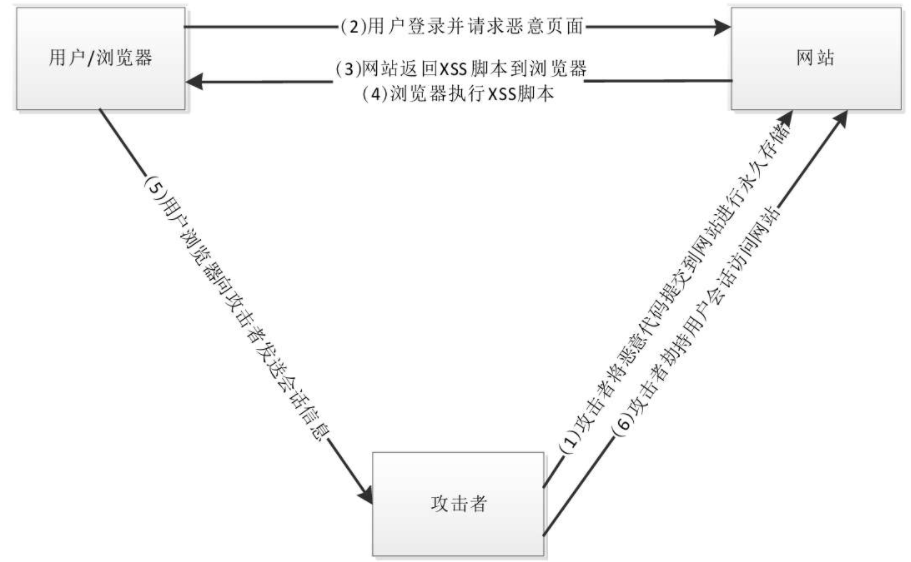 用户/浏览器
(2)用户登录并请求恶意页面
网站
(3)网站返回XSS脚本到浏览器
(4)浏览器执行XSS脚本
(5)用户浏览器向攻击者发送会话信息
(1)攻击者将恶意代码提交到网站进行永久存储
(6)攻击者劫持用户会话访问网站
攻击者